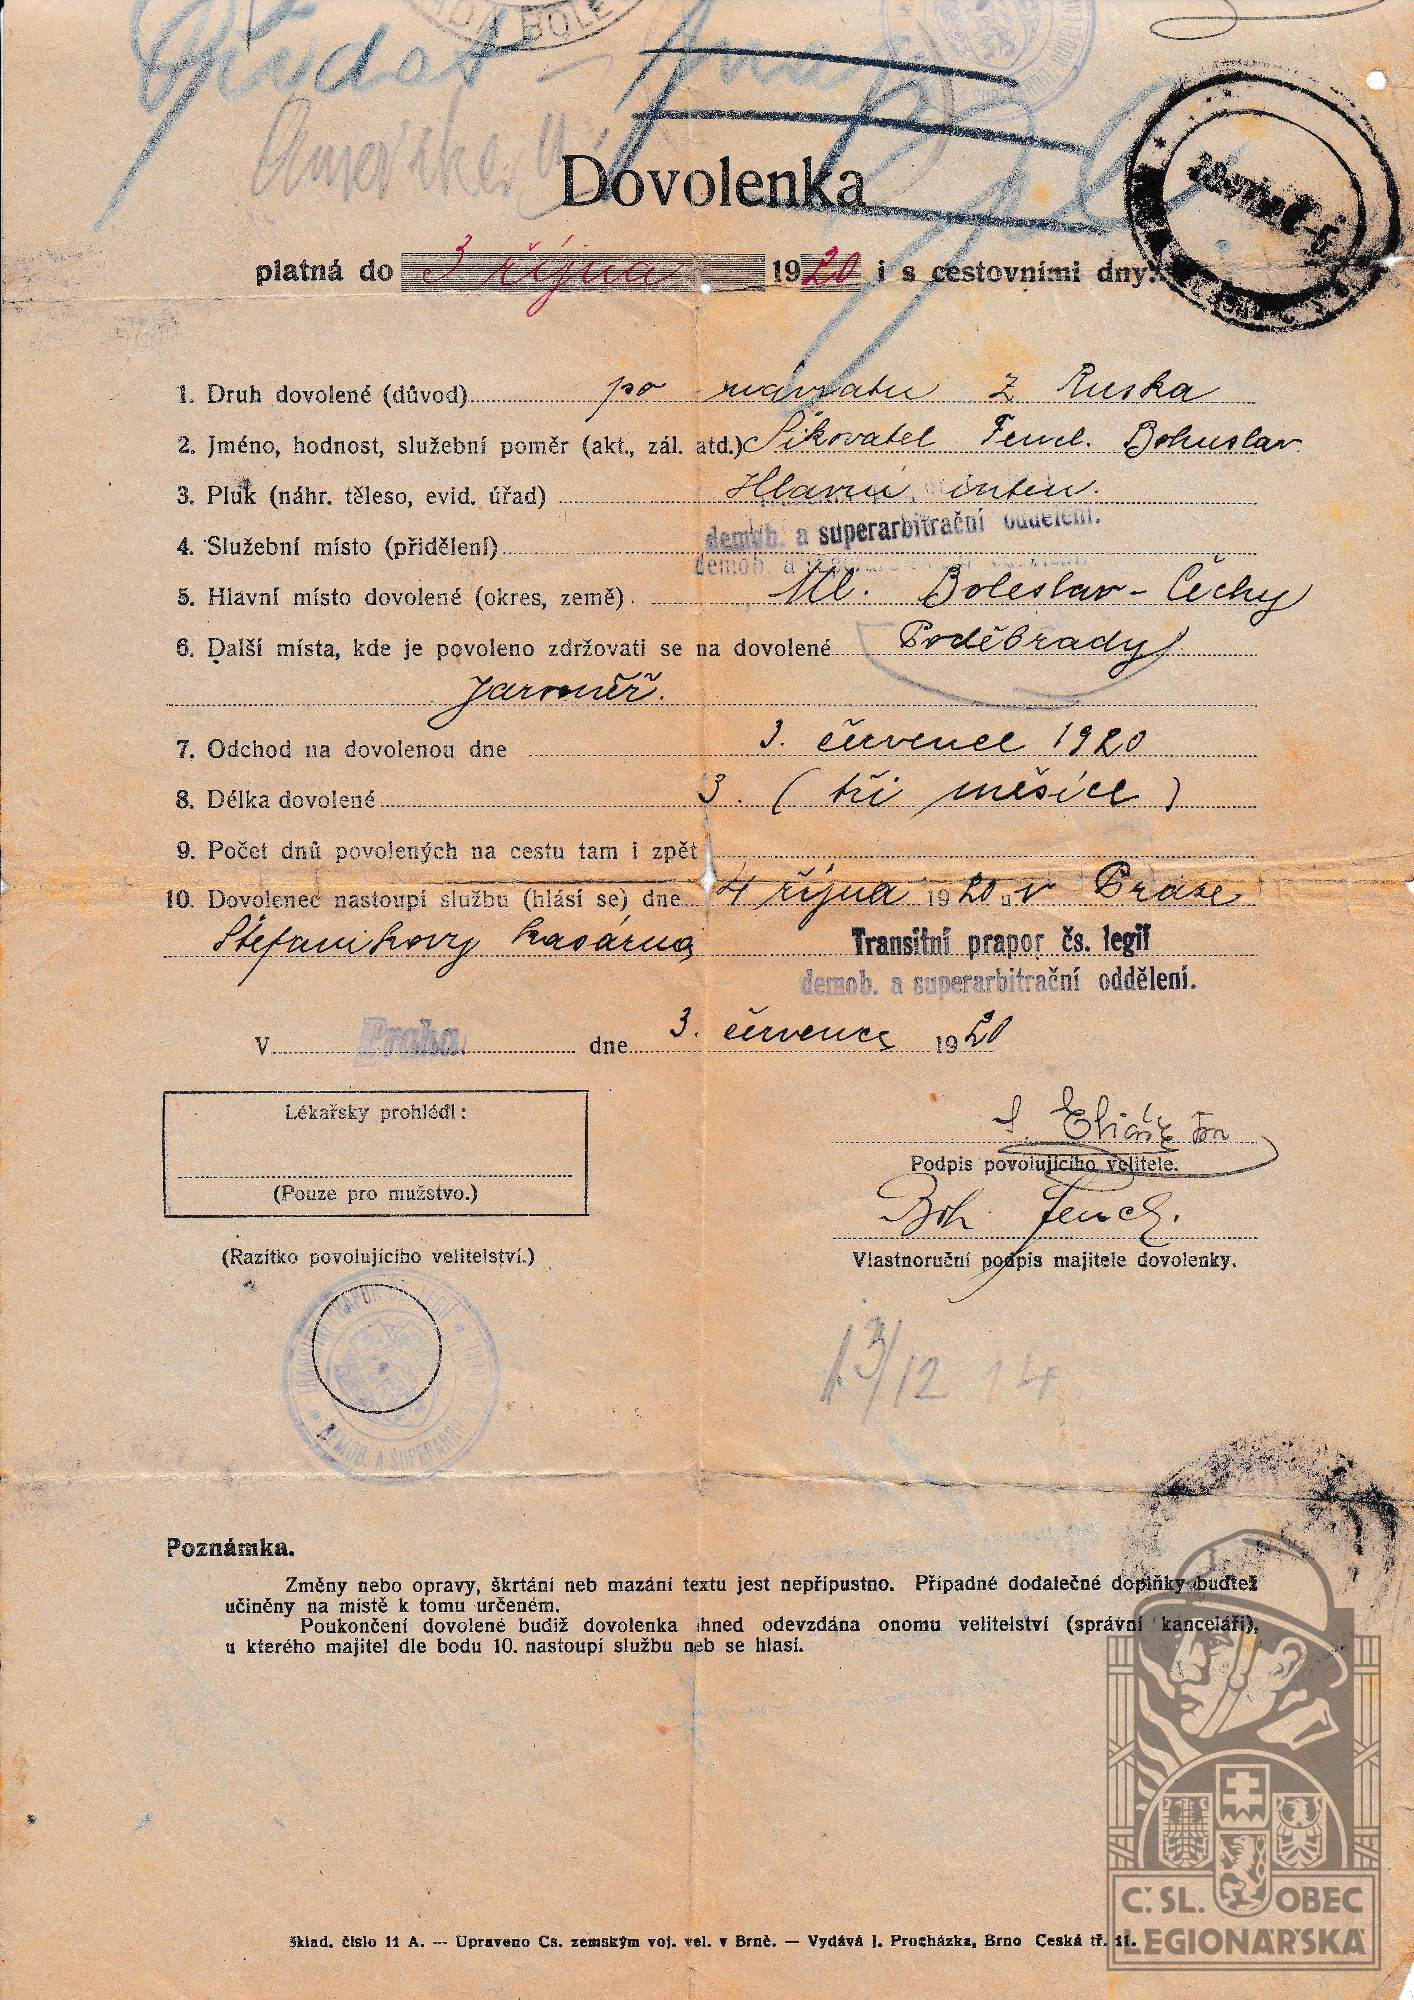 Dovolenka
platná do 3 října 1920 i s cestovními dny.
1. Druh dovolené (důvod) po návratu z Ruska
2. Jméno, hodnost, služební poměr (akt., zál. atd.) Šikovatel Fencl. Bohuslav
3. Pluk (náhr. těleso, evid. úřad) Hlavní inten.
demob. a superarbitrační oddělení.
4. Služební místo (přidělení)
5. Hlavní místo dovolené (okres, země) Ml. Boleslav - Čechy
6. Další místa, kde je povoleno zdržovati se na dovolené Poděbrady
Jaroměř.
7. Odchod na dovolenou dne 3. července 1920
8. Délka dovolené 3. (tři měsíce)
9. Počet dnů povolených na cestu tam i zpět
10. Dovolenec nastoupí službu (hlásí se) dne 4 října 1920 u v Praze
Štefanikovy kasárna
Transitní prapor čs. legií
demob. a superarbitrační oddělení.
V Praha. dne 3. července 1920
Lékařsky prohlédl:
(Pouze pro mužstvo.)
Podpis povolujícího velitele.
Boh. Fencl.
Vlastnoruční podpis majitele dovolenky.
(Razítko povolujícího velitelství.)
DEMOB. A SUPERARB
13/12 14
Poznámka.
Změny nebo opravy, škrtání neb mazání textu jest nepřípustno. Případné dodatečné doplňky buďtež
učiněny na místě k tomu určeném.
Poukončení dovolené budiž dovolenka ihned odevzdána onomu velitelství (správní kanceláři),
u kterého majitel dle bodu 10. nastoupí službu neb se hlásí.
Sklad. číslo 11 A. — Upraveno Čs. zemským voj. vel. v Brně. — Vydává J. Procházka, Brno Česká tř. 11.
Č. SL. OBEC
LEGIONÁŘSKÁ